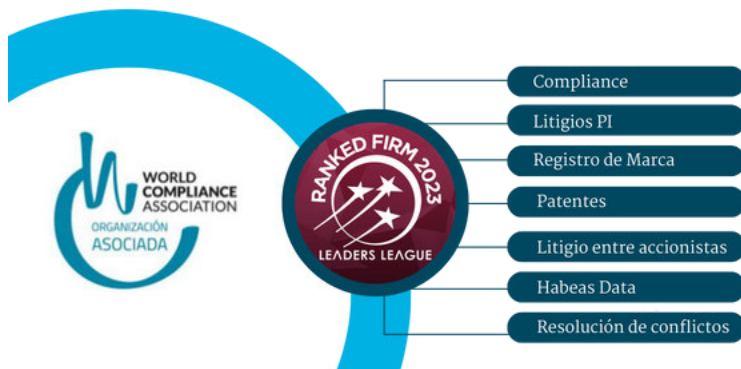 WORLD
COMPLIANCE
ASSOCIATION
ORGANIZACIÓN
ASOCIADA
RANKED FIRM 2023
LEADERS LEAGUE
Compliance
Litigios PI
Registro de Marca
Patentes
Litigio entre accionistas
Habeas Data
Resolución de conflictos